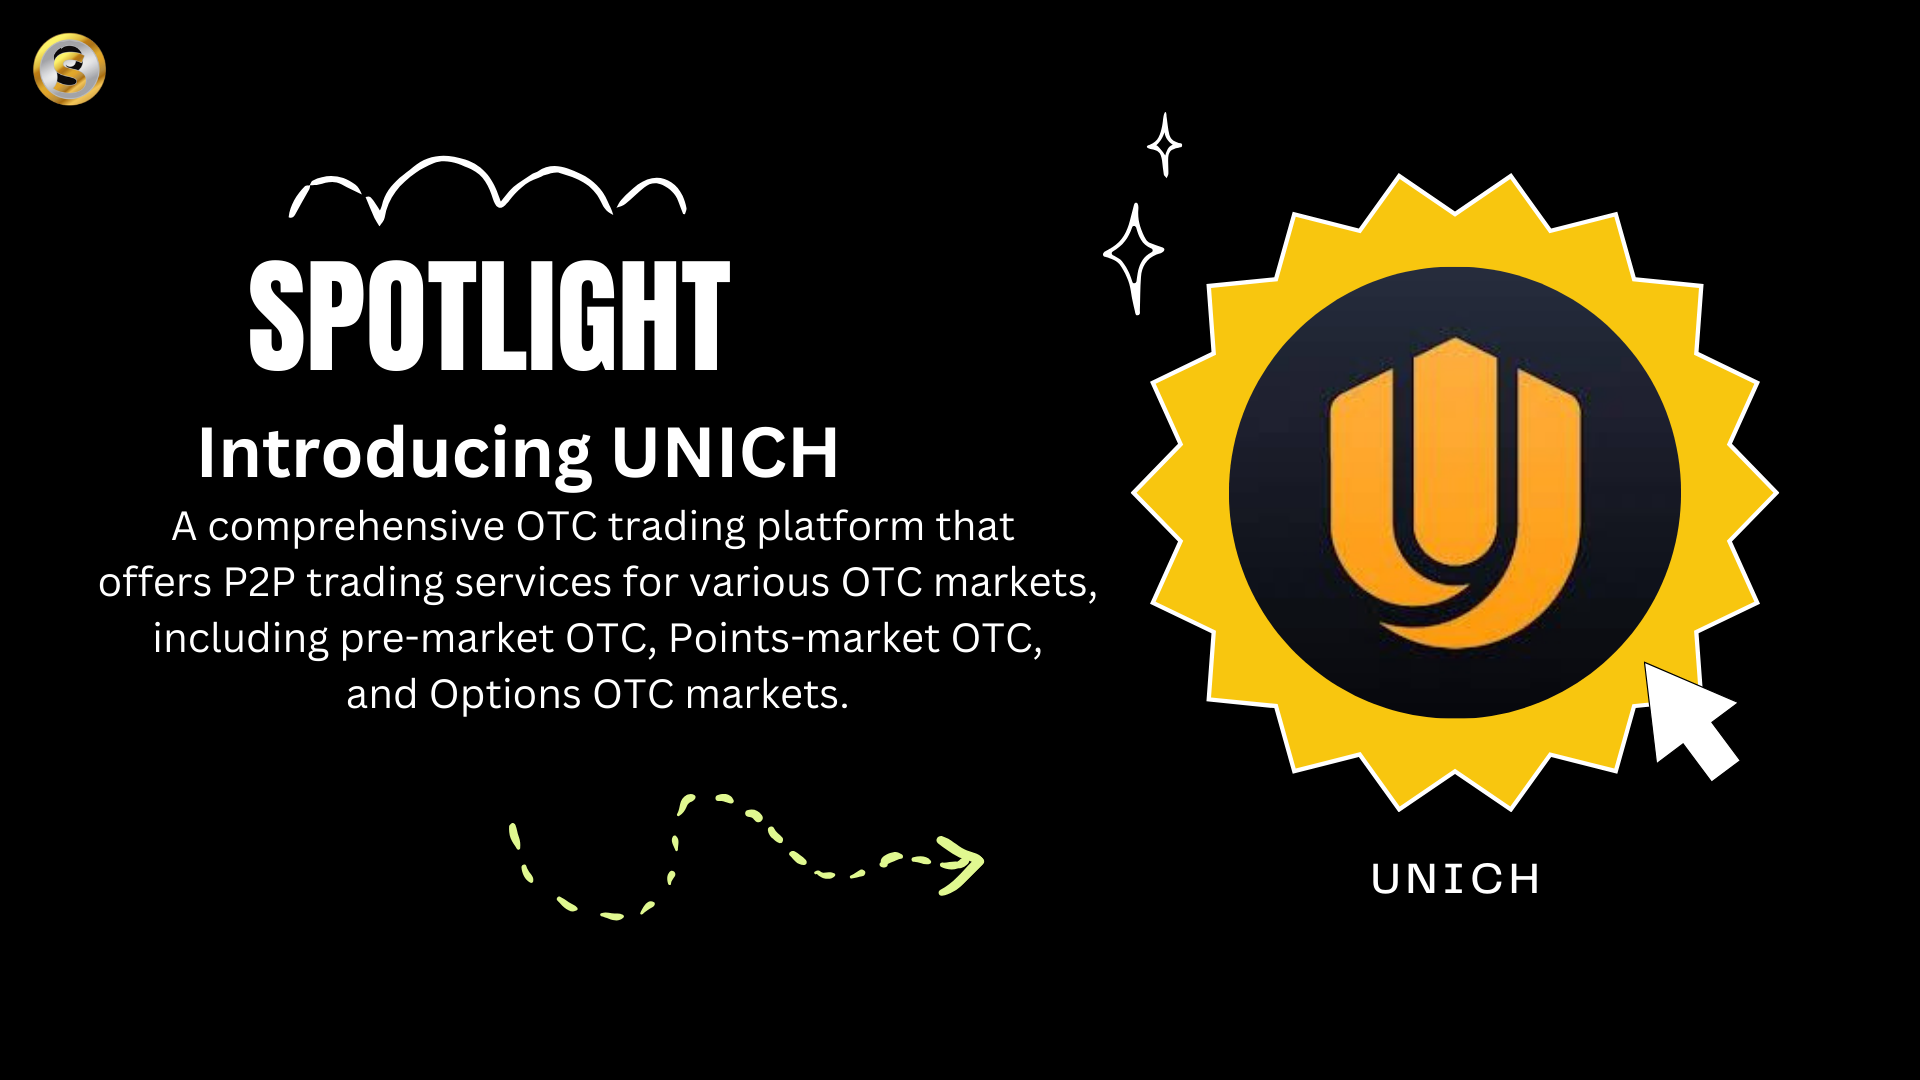 SPOTLIGHT
Introducing UNICH
A comprehensive OTC trading platform that
offers P2P trading services for various OTC markets,
including pre-market OTC, Points-market OTC,
and Options OTC markets.
UNICH